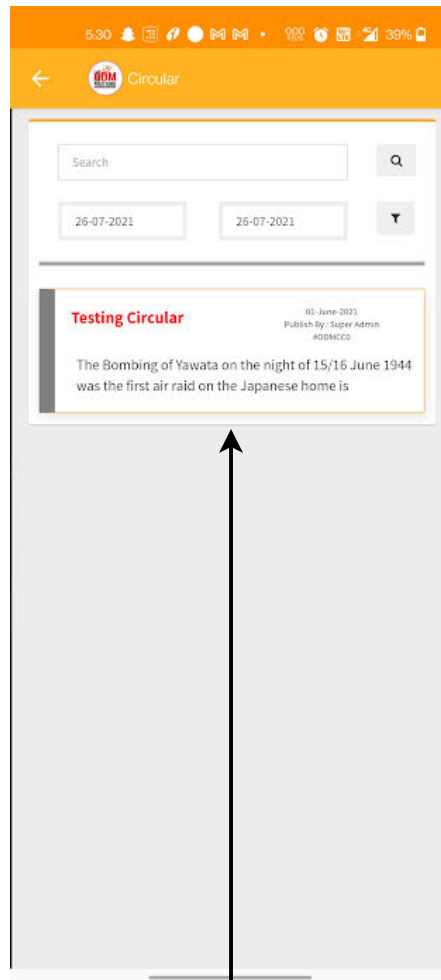 5:30
39%
ODM
Circular
Search
26-07-2021
26-07-2021
Testing Circular
01-June-2021
Publish By : Super Admin
#ODMCC0
The Bombing of Yawata on the night of 15/16 June 1944
was the first air raid on the Japanese home is